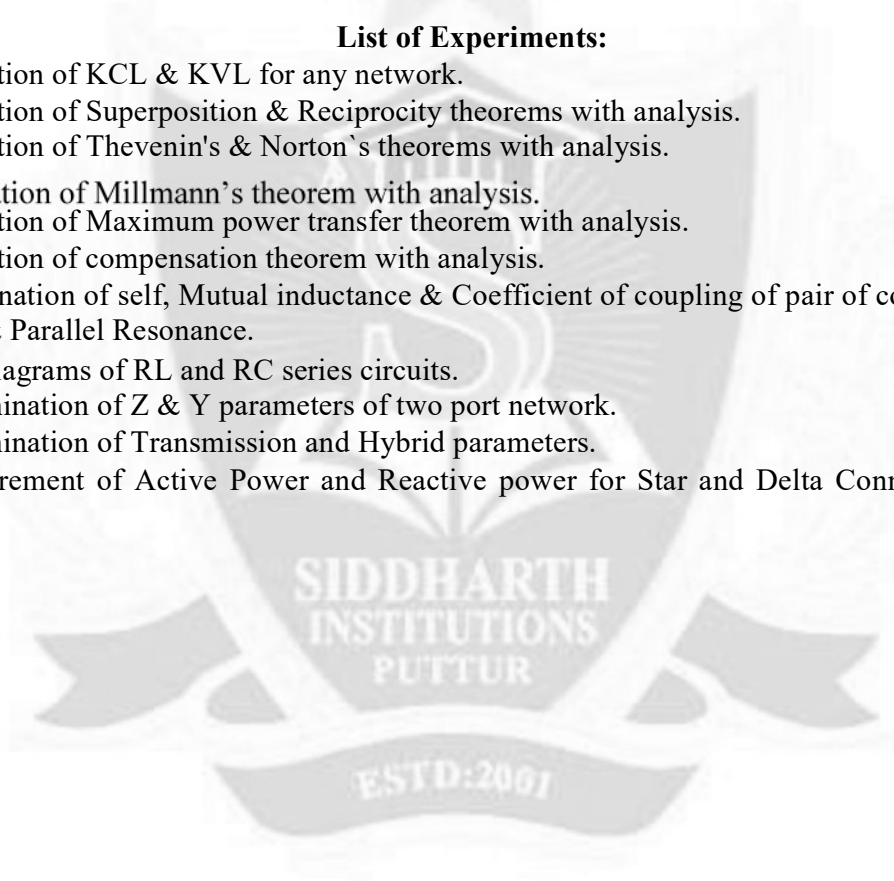 List of Experiments:
tion of KCL & KVL for any network.
tion of Superposition & Reciprocity theorems with analysis.
tion of Thevenin's & Norton`s theorems with analysis.
ation of Millmann’s theorem with analysis.
tion of Maximum power transfer theorem with analysis.
tion of compensation theorem with analysis.
nation of self, Mutual inductance & Coefficient of coupling of pair of co
Parallel Resonance.
agrams of RL and RC series circuits.
ination of Z & Y parameters of two port network.
ination of Transmission and Hybrid parameters.
rement of Active Power and Reactive power for Star and Delta Conn
SIDDHARTH
INSTITUTIONS
PUTTUR
ESTD:2001